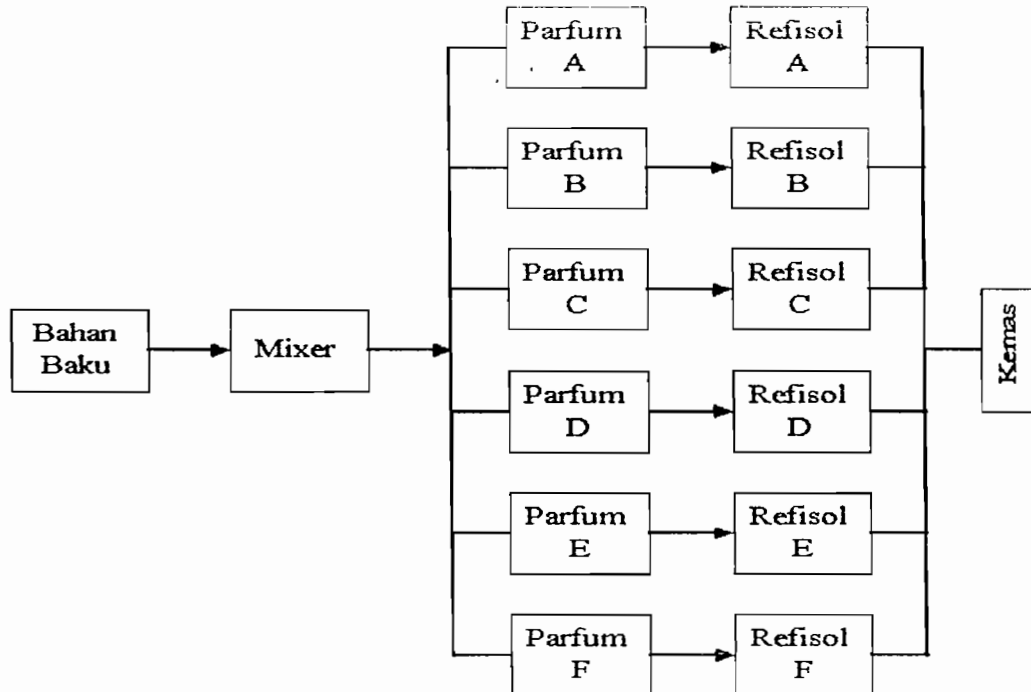 Parfum
A
Refisol
A
Parfum
B
Refisol
B
Parfum
C
Refisol
C
Bahan
Baku
Mixer
Kemas
Parfum
D
Refisol
D
Parfum
E
Refisol
E
Parfum
F
Refisol
F